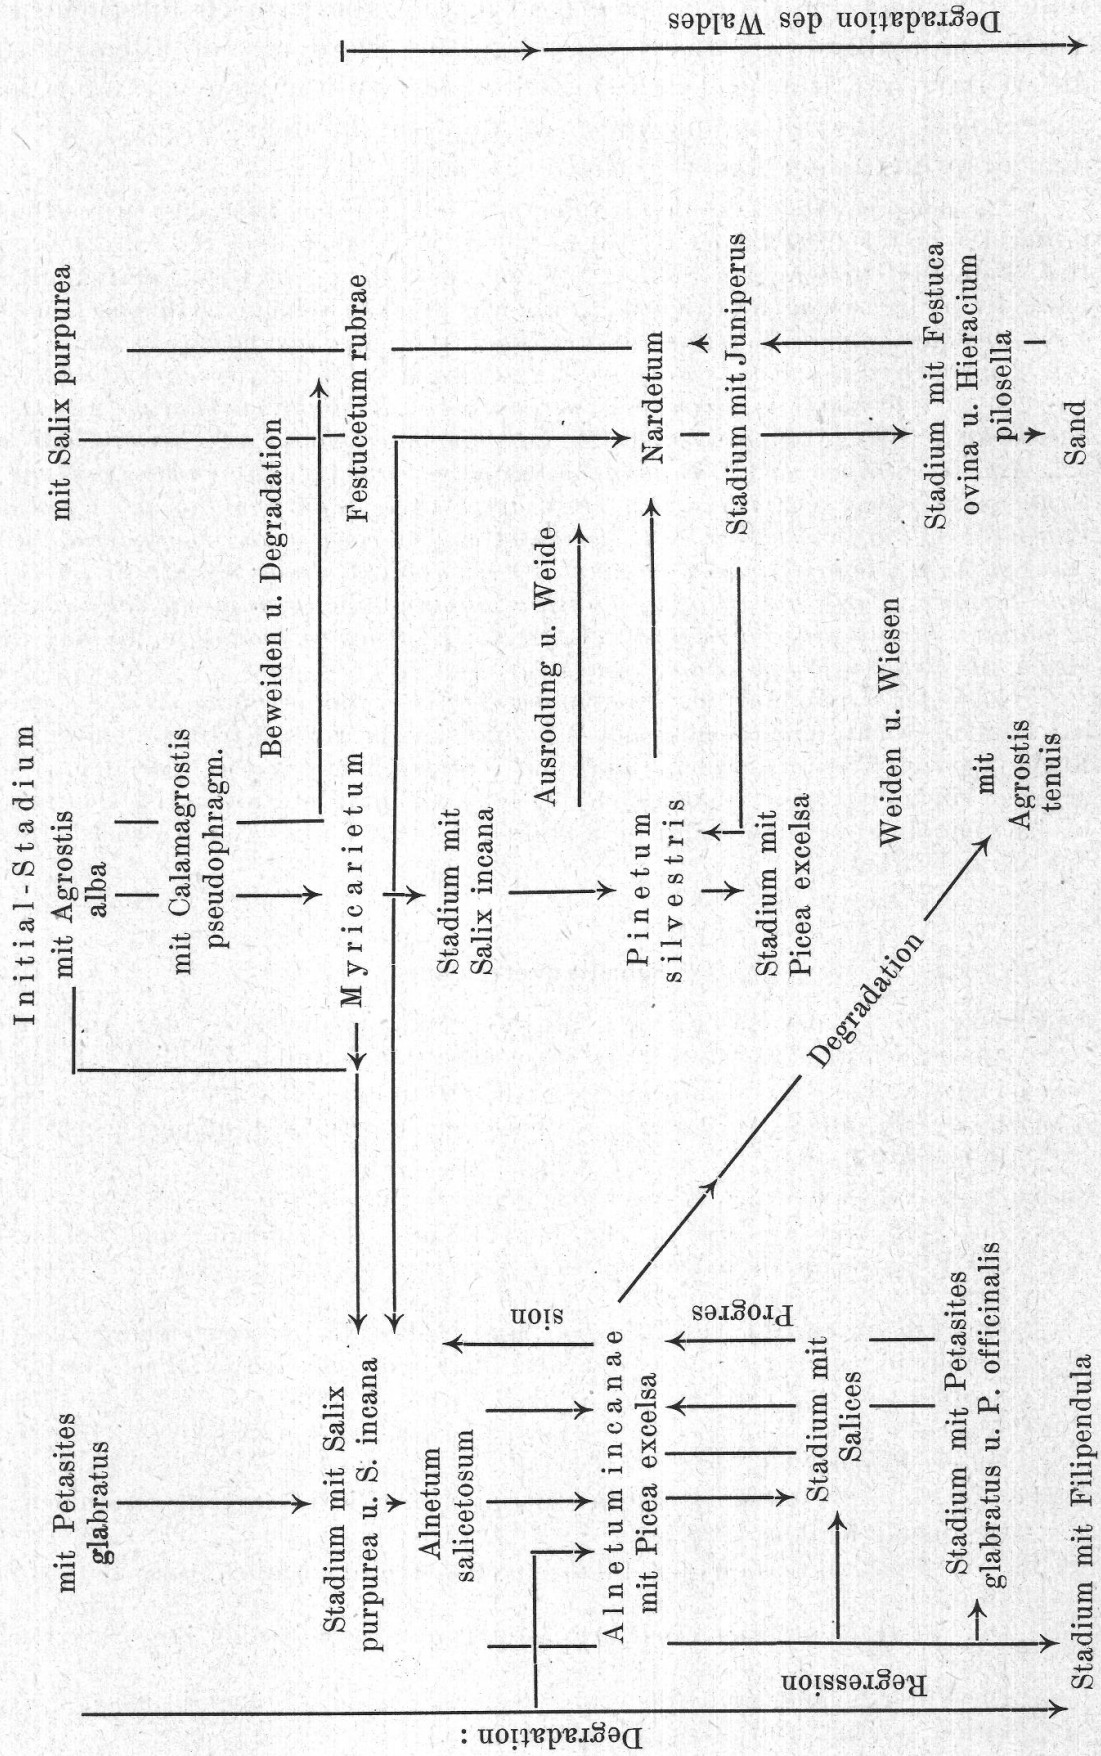 Initial-Stadium
mit Petasites
glabratus
mit Agrostis
alba
mit Salix purpurea
mit Calamagrostis
pseudophragm.
Beweiden u. Degradation
Stadium mit Salix
purpurea u. S. incana
Myricarietum
Festucetum rubrae
Alnetum
salicetosum
Stadium mit
Salix incana
Ausrodung u. Weide
Alnetum incanae
mit Picea excelsa
Pinetum
silvestris
Nardetum
Stadium mit
Picea excelsa
Stadium mit Juniperus
Stadium mit
Salices
Degradation
Weiden u. Wiesen
mit
Agrostis
tenuis
Stadium mit Petasites
glabratus u. P. officinalis
Stadium mit Festuca
ovina u. Hieracium
pilosella
Stadium mit Filipendula
Sand
Degradation :
Regression
Progres
sion
Degradation des Waldes